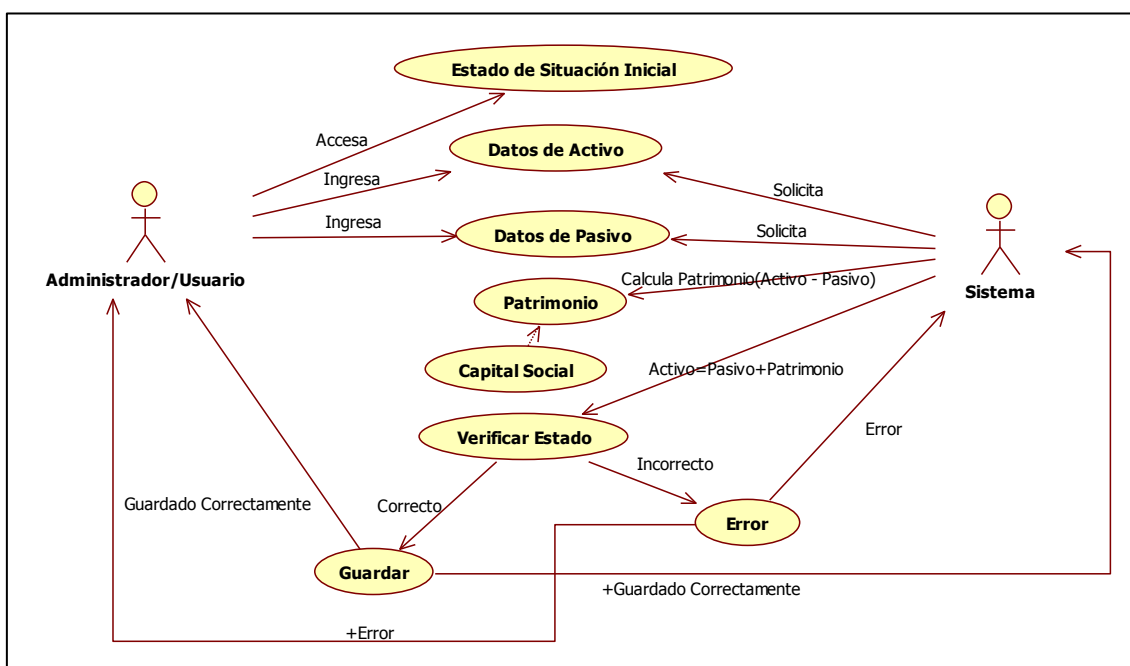 Estado de Situación Inicial
Accesa
Datos de Activo
Ingresa
Solicita
Ingresa
Datos de Pasivo
Solicita
Administrador/Usuario
Calcula Patrimonio(Activo - Pasivo)
Sistema
Patrimonio
Capital Social
Activo=Pasivo+Patrimonio
Verificar Estado
Error
Incorrecto
Guardado Correctamente
Correcto
Error
Guardar
+Guardado Correctamente
+Error